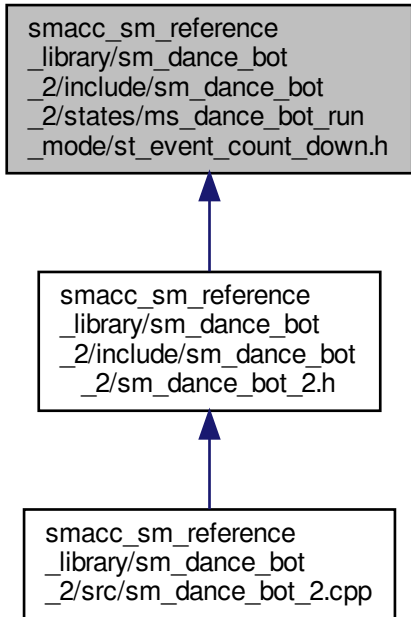 smacc_sm_reference
_library/sm_dance_bot
_2/include/sm_dance_bot
_2/states/ms_dance_bot_run
_mode/st_event_count_down.h
smacc_sm_reference
_library/sm_dance_bot
_2/include/sm_dance_bot
_2/sm_dance_bot_2.h
smacc_sm_reference
_library/sm_dance_bot
_2/src/sm_dance_bot_2.cpp